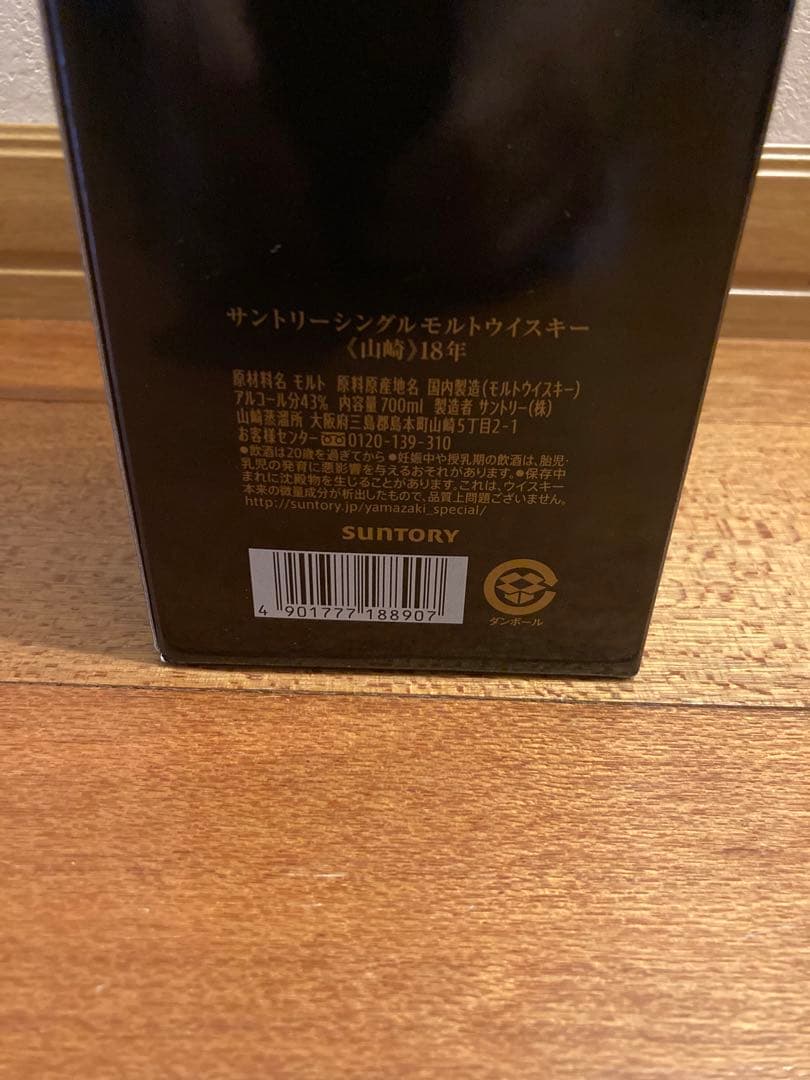 サントリーシングルモルトウイスキー
《山崎》18年
原材料名 モルト 原料原産地名 国内製造(モルトウイスキー)
アルコール分43% 内容量700ml 製造者 サントリー(株)
山崎蒸溜所 大阪府三島郡島本町山崎5丁目2-1
お客様センター 0120-139-310
●飲酒は20歳を過ぎてから ●妊娠中や授乳期の飲酒は、胎児・
乳児の発育に悪影響を与えるおそれがあります。●保存中
まれに沈殿物を生じることがあります。これは、ウイスキー
本来の微量成分が析出したもので、品質上問題ございません。
http://suntory.jp/yamazaki_special/
SUNTORY
4 901777 188907
ダンボール